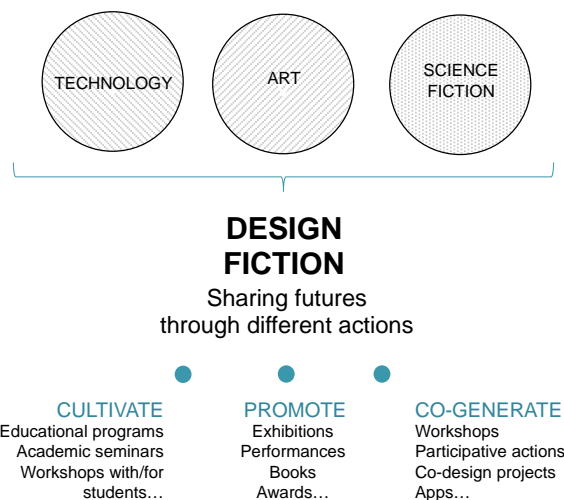 TECHNOLOGY
ART
SCIENCE
FICTION
DESIGN
FICTION
Sharing futures
through different actions
CULTIVATE
Educational programs
Academic seminars
Workshops with/for
students…
PROMOTE
Exhibitions
Performances
Books
Awards…
CO-GENERATE
Workshops
Participative actions
Co-design projects
Apps…